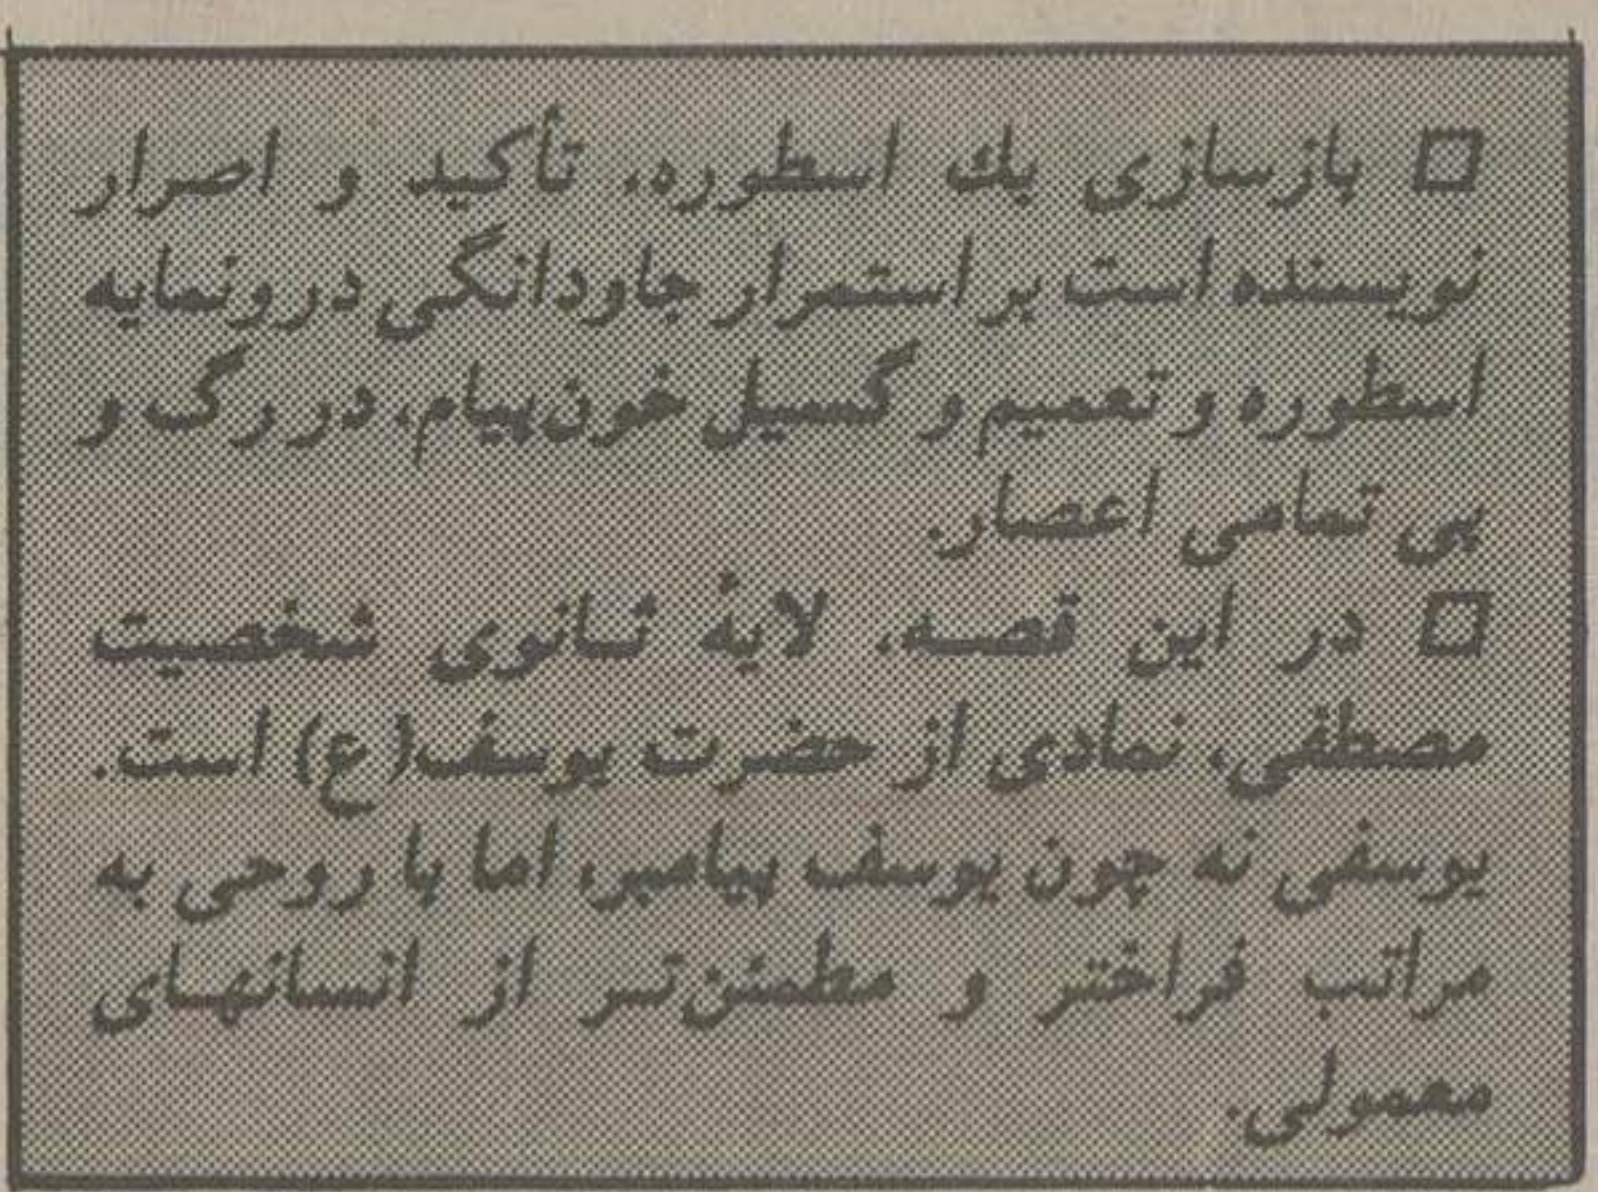 □ بازسازی یك اسطوره، تأکید و اصرار
نویسنده است بر استمرار جاودانگی درونمایه
اسطوره و تعمیم و گسیل خون‌پیام، در رگ و
پی تمامی اعصار.
□ در این قصه، لایهٔ ثانوی شخصیت
مصطفی، نمادی از حضرت یوسف(ع) است.
یوسفی نه چون یوسف پیامبر، اما با روحی به
مراتب فراختر و مطمئن‌تر از انسانهای
معمولی.